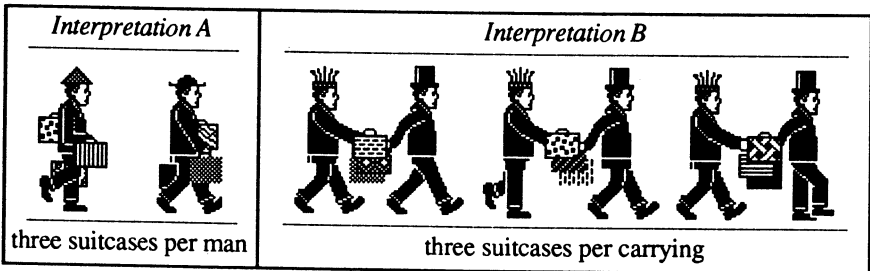 Interpretation A
Interpretation B
three suitcases per man
three suitcases per carrying